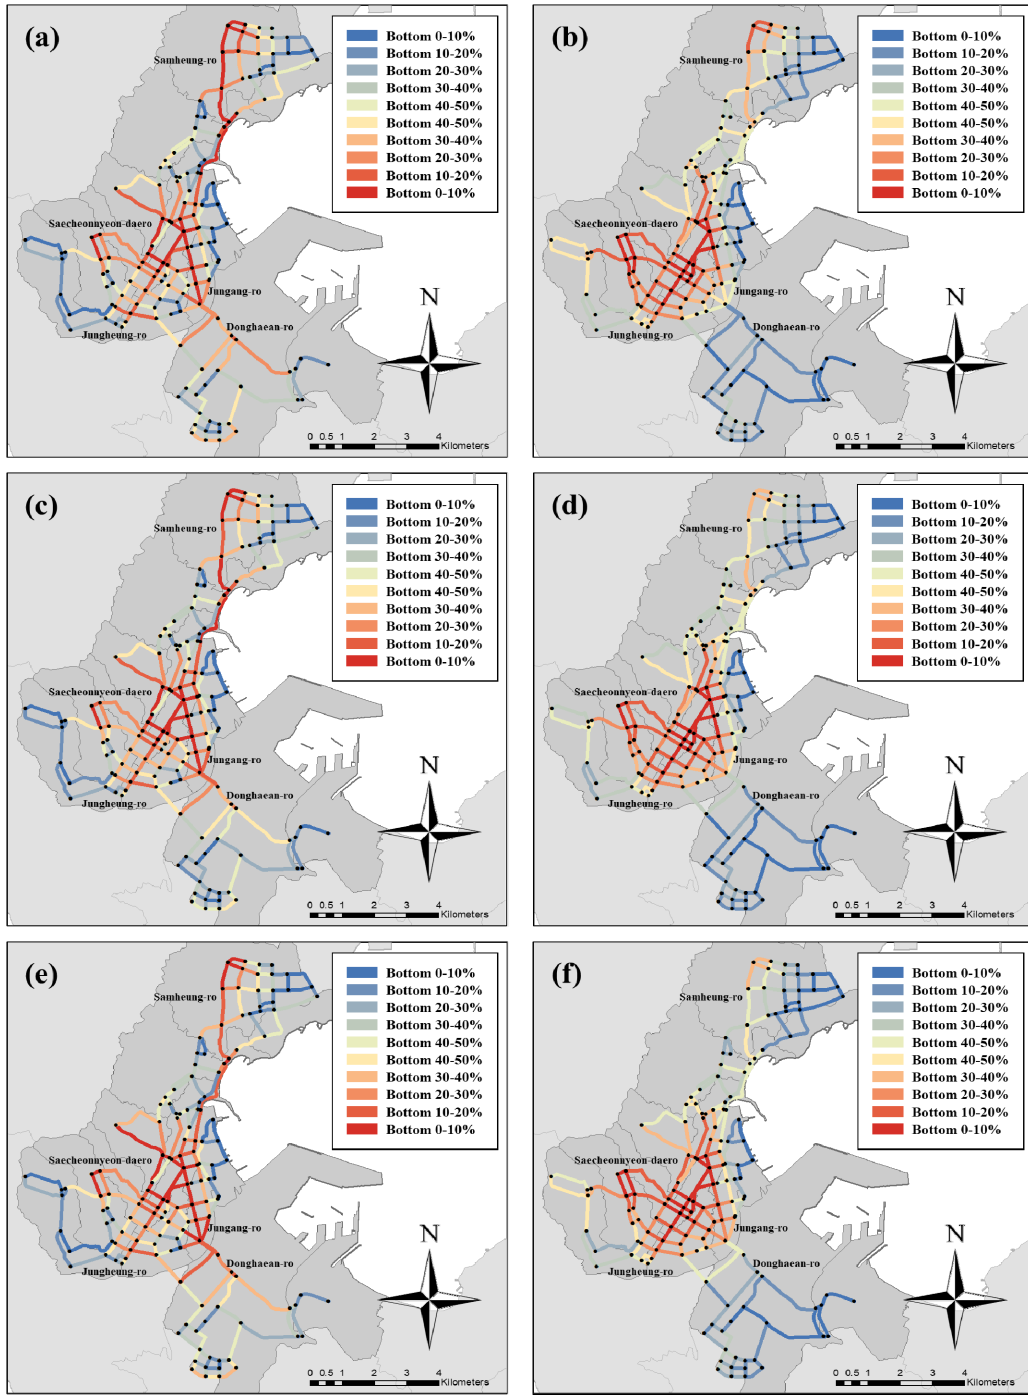 (a)
Bottom 0-10%
Bottom 10-20%
Bottom 20-30%
Bottom 30-40%
Bottom 40-50%
Bottom 40-50%
Bottom 30-40%
Bottom 20-30%
Bottom 10-20%
Bottom 0-10%
Samheung-ro
Saecheonnyeon-daero
Jungang-ro
Donghaean-ro
Jungheung-ro
N
0 0.5 1 2 3 4
Kilometers
(b)
Bottom 0-10%
Bottom 10-20%
Bottom 20-30%
Bottom 30-40%
Bottom 40-50%
Bottom 40-50%
Bottom 30-40%
Bottom 20-30%
Bottom 10-20%
Bottom 0-10%
Samheung-ro
Saecheonnyeon-daero
Jungang-ro
Donghaean-ro
Jungheung-ro
N
0 0.5 1 2 3 4
Kilometers
(c)
Bottom 0-10%
Bottom 10-20%
Bottom 20-30%
Bottom 30-40%
Bottom 40-50%
Bottom 40-50%
Bottom 30-40%
Bottom 20-30%
Bottom 10-20%
Bottom 0-10%
Samheung-ro
Saecheonnyeon-daero
Jungang-ro
Donghaean-ro
Jungheung-ro
N
0 0.5 1 2 3 4
Kilometers
(d)
Bottom 0-10%
Bottom 10-20%
Bottom 20-30%
Bottom 30-40%
Bottom 40-50%
Bottom 40-50%
Bottom 30-40%
Bottom 20-30%
Bottom 10-20%
Bottom 0-10%
Samheung-ro
Saecheonnyeon-daero
Jungang-ro
Donghaean-ro
Jungheung-ro
N
0 0.5 1 2 3 4
Kilometers
(e)
Bottom 0-10%
Bottom 10-20%
Bottom 20-30%
Bottom 30-40%
Bottom 40-50%
Bottom 40-50%
Bottom 30-40%
Bottom 20-30%
Bottom 10-20%
Bottom 0-10%
Samheung-ro
Saecheonnyeon-daero
Jungang-ro
Donghaean-ro
Jungheung-ro
N
0 0.5 1 2 3 4
Kilometers
(f)
Bottom 0-10%
Bottom 10-20%
Bottom 20-30%
Bottom 30-40%
Bottom 40-50%
Bottom 40-50%
Bottom 30-40%
Bottom 20-30%
Bottom 10-20%
Bottom 0-10%
Samheung-ro
Saecheonnyeon-daero
Jungang-ro
Donghaean-ro
Jungheung-ro
N
0 0.5 1 2 3 4
Kilometers